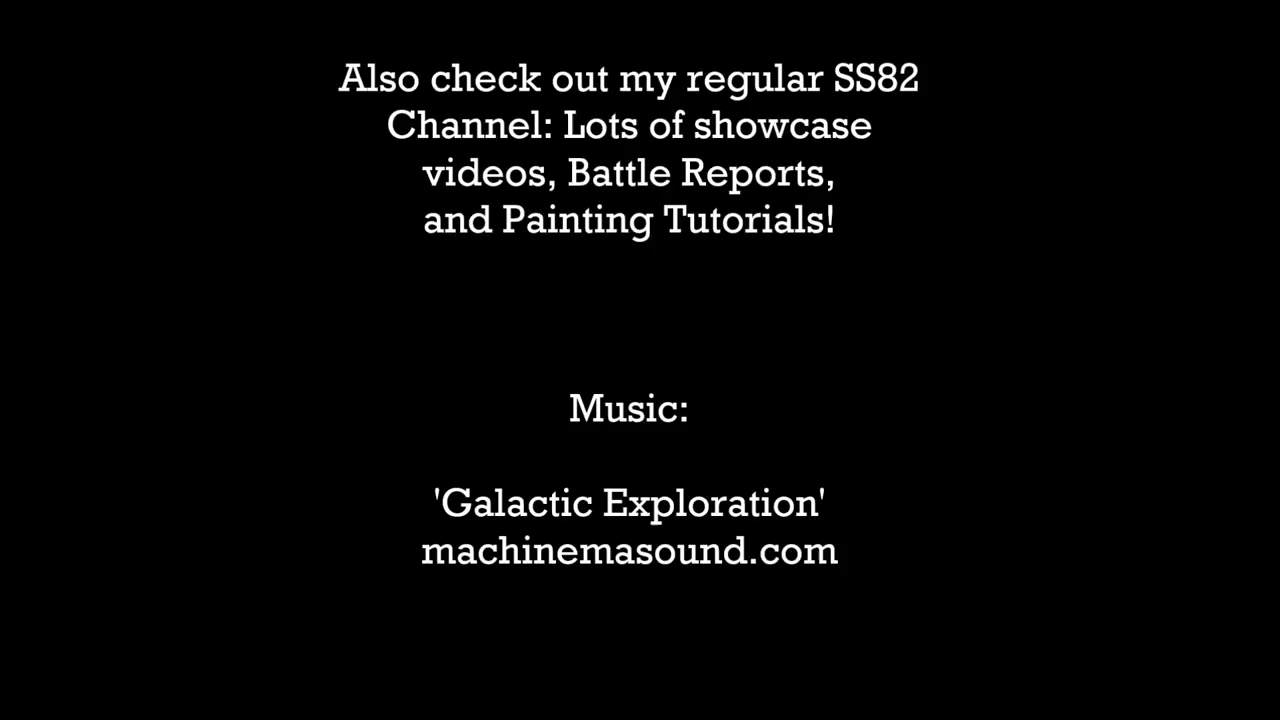 Also check out my regular SS82
Channel: Lots of showcase
videos, Battle Reports,
and Painting Tutorials!
Music:
'Galactic Exploration'
machinemasound.com